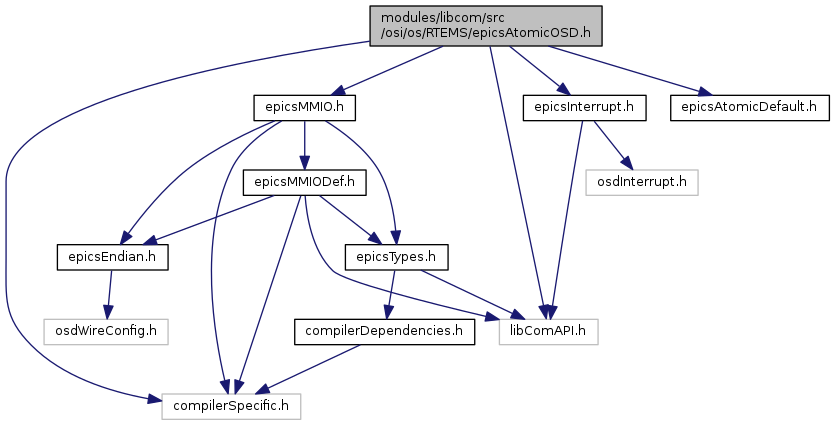 modules/libcom/src
/osi/os/RTEMS/epicsAtomicOSD.h
epicsMMIO.h
epicsInterrupt.h
epicsAtomicDefault.h
epicsMMIODef.h
osdInterrupt.h
epicsEndian.h
epicsTypes.h
osdWireConfig.h
compilerDependencies.h
libComAPI.h
compilerSpecific.h